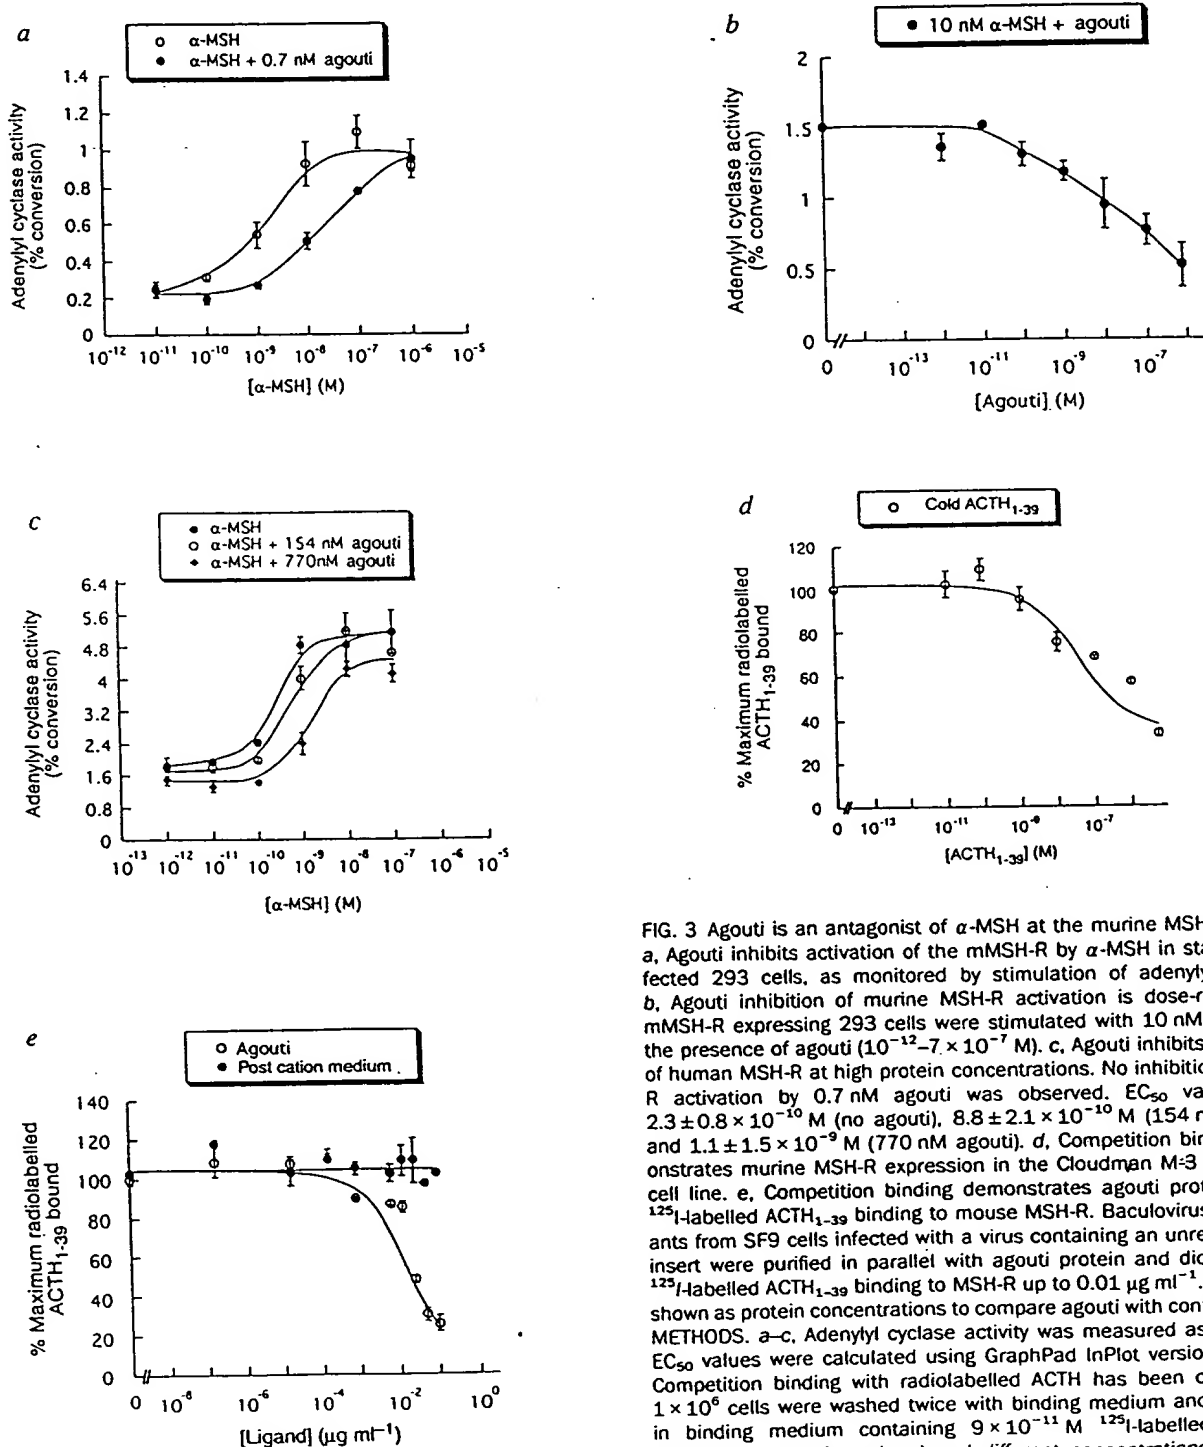 a
α-MSH
α-MSH + 0.7 nM agouti
Adenylyl cyclase activity
(% conversion)
1.4
1.2
1
0.8
0.6
0.4
0.2
0
10⁻¹² 10⁻¹¹ 10⁻¹⁰ 10⁻⁹ 10⁻⁸ 10⁻⁷ 10⁻⁶ 10⁻⁵
[α-MSH] (M)
b
10 nM α-MSH + agouti
Adenylyl cyclase activity
(% conversion)
2
1.5
1
0.5
0
0 10⁻¹³ 10⁻¹¹ 10⁻⁹ 10⁻⁷
[Agouti] (M)
c
α-MSH
α-MSH + 154 nM agouti
α-MSH + 770nM agouti
Adenylyl cyclase activity
(% conversion)
6.4
5.6
4.8
4
3.2
2.4
1.6
0.8
0
10⁻¹³ 10⁻¹² 10⁻¹¹ 10⁻¹⁰ 10⁻⁹ 10⁻⁸ 10⁻⁷ 10⁻⁶ 10⁻⁵
[α-MSH] (M)
d
Cold ACTH₁₋₃₉
% Maximum radiolabelled
ACTH₁₋₃₉ bound
120
100
80
60
40
20
0
0 10⁻¹³ 10⁻¹¹ 10⁻⁹ 10⁻⁷
[ACTH₁₋₃₉] (M)
e
Agouti
Post cation medium
% Maximum radiolabelled
ACTH₁₋₃₉ bound
140
120
100
80
60
40
20
0
0 10⁻⁸ 10⁻⁶ 10⁻⁴ 10⁻² 10⁰
[Ligand] (μg ml⁻¹)
FIG. 3 Agouti is an antagonist of α-MSH at the murine MSH
a, Agouti inhibits activation of the mMSH-R by α-MSH in sta
fected 293 cells, as monitored by stimulation of adenyly
b, Agouti inhibition of murine MSH-R activation is dose-r
mMSH-R expressing 293 cells were stimulated with 10 nM
the presence of agouti (10⁻¹²–7 × 10⁻⁷ M). c, Agouti inhibits
of human MSH-R at high protein concentrations. No inhibitio
R activation by 0.7 nM agouti was observed. EC₅₀ va
2.3 ± 0.8 × 10⁻¹⁰ M (no agouti), 8.8 ± 2.1 × 10⁻¹⁰ M (154 n
and 1.1 ± 1.5 × 10⁻⁹ M (770 nM agouti). d, Competition bin
onstrates murine MSH-R expression in the Cloudman M-3
cell line. e, Competition binding demonstrates agouti prot
¹²⁵I-labelled ACTH₁₋₃₉ binding to mouse MSH-R. Baculovirus
ants from SF9 cells infected with a virus containing an unre
insert were purified in parallel with agouti protein and did
¹²⁵I-labelled ACTH₁₋₃₉ binding to MSH-R up to 0.01 μg ml⁻¹.
shown as protein concentrations to compare agouti with con
METHODS. a–c, Adenylyl cyclase activity was measured as
EC₅₀ values were calculated using GraphPad InPlot versio
Competition binding with radiolabelled ACTH has been d
1 × 10⁶ cells were washed twice with binding medium and
in binding medium containing 9 × 10⁻¹¹ M ¹²⁵I-labelled